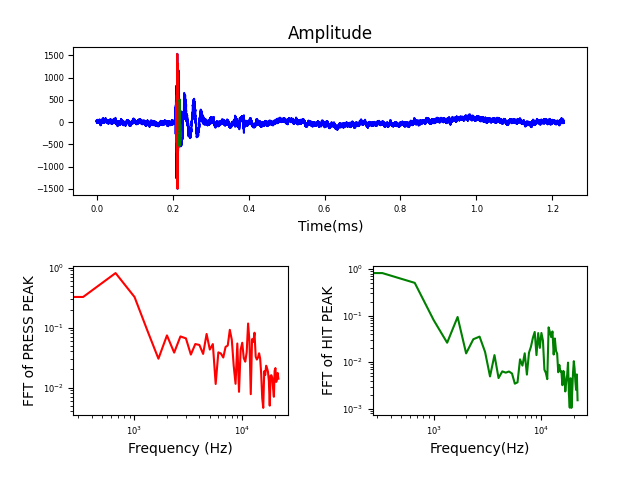 Amplitude
1500
1000
500
0
−500
−1000
−1500
0.0 0.2 0.4 0.6 0.8 1.0 1.2
Time(ms)
FFT of PRESS PEAK
10⁰
10⁻¹
10⁻²
10³ 10⁴
Frequency (Hz)
FFT of HIT PEAK
10⁰
10⁻¹
10⁻²
10⁻³
10³ 10⁴
Frequency(Hz)